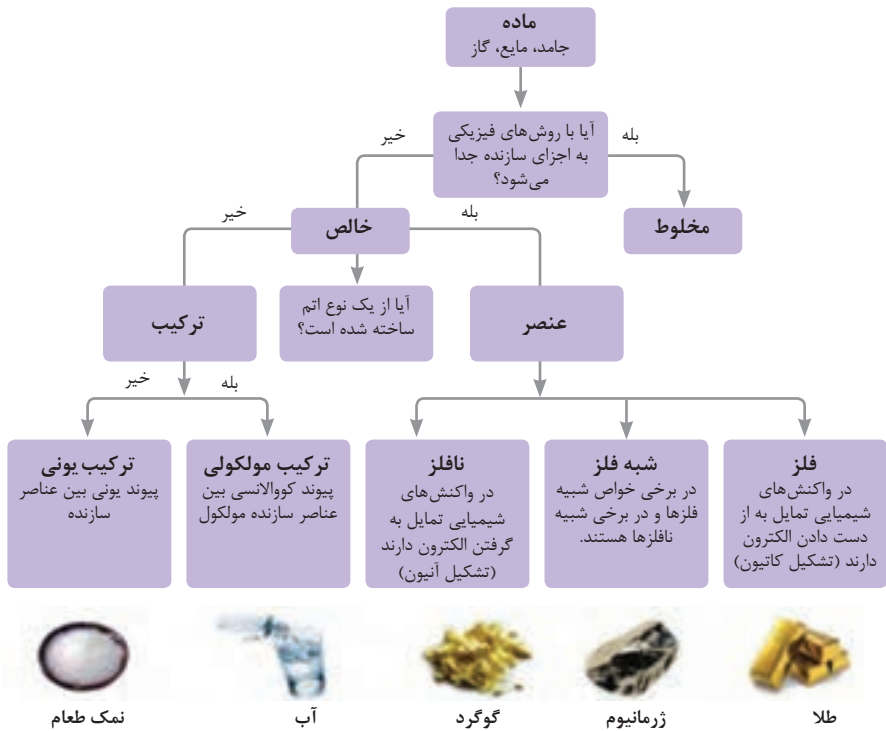 ماده
جامد، مایع، گاز
آیا با روش‌های فیزیکی
به اجزای سازنده جدا
می‌شود؟
بله
خیر
مخلوط
خالص
بله
خیر
عنصر
آیا از یک نوع اتم
ساخته شده است؟
ترکیب
بله
خیر
فلز
در واکنش‌های
شیمیایی تمایل به از
دست دادن الکترون
دارند (تشکیل کاتیون)
شبه فلز
در برخی خواص شبیه
فلزها و در برخی شبیه
نافلزها هستند.
نافلز
در واکنش‌های
شیمیایی تمایل به
گرفتن الکترون دارند
(تشکیل آنیون)
ترکیب مولکولی
پیوند کووالانسی بین
عناصر سازنده مولکول
ترکیب یونی
پیوند یونی بین عناصر
سازنده
طلا
ژرمانیوم
گوگرد
آب
نمک طعام